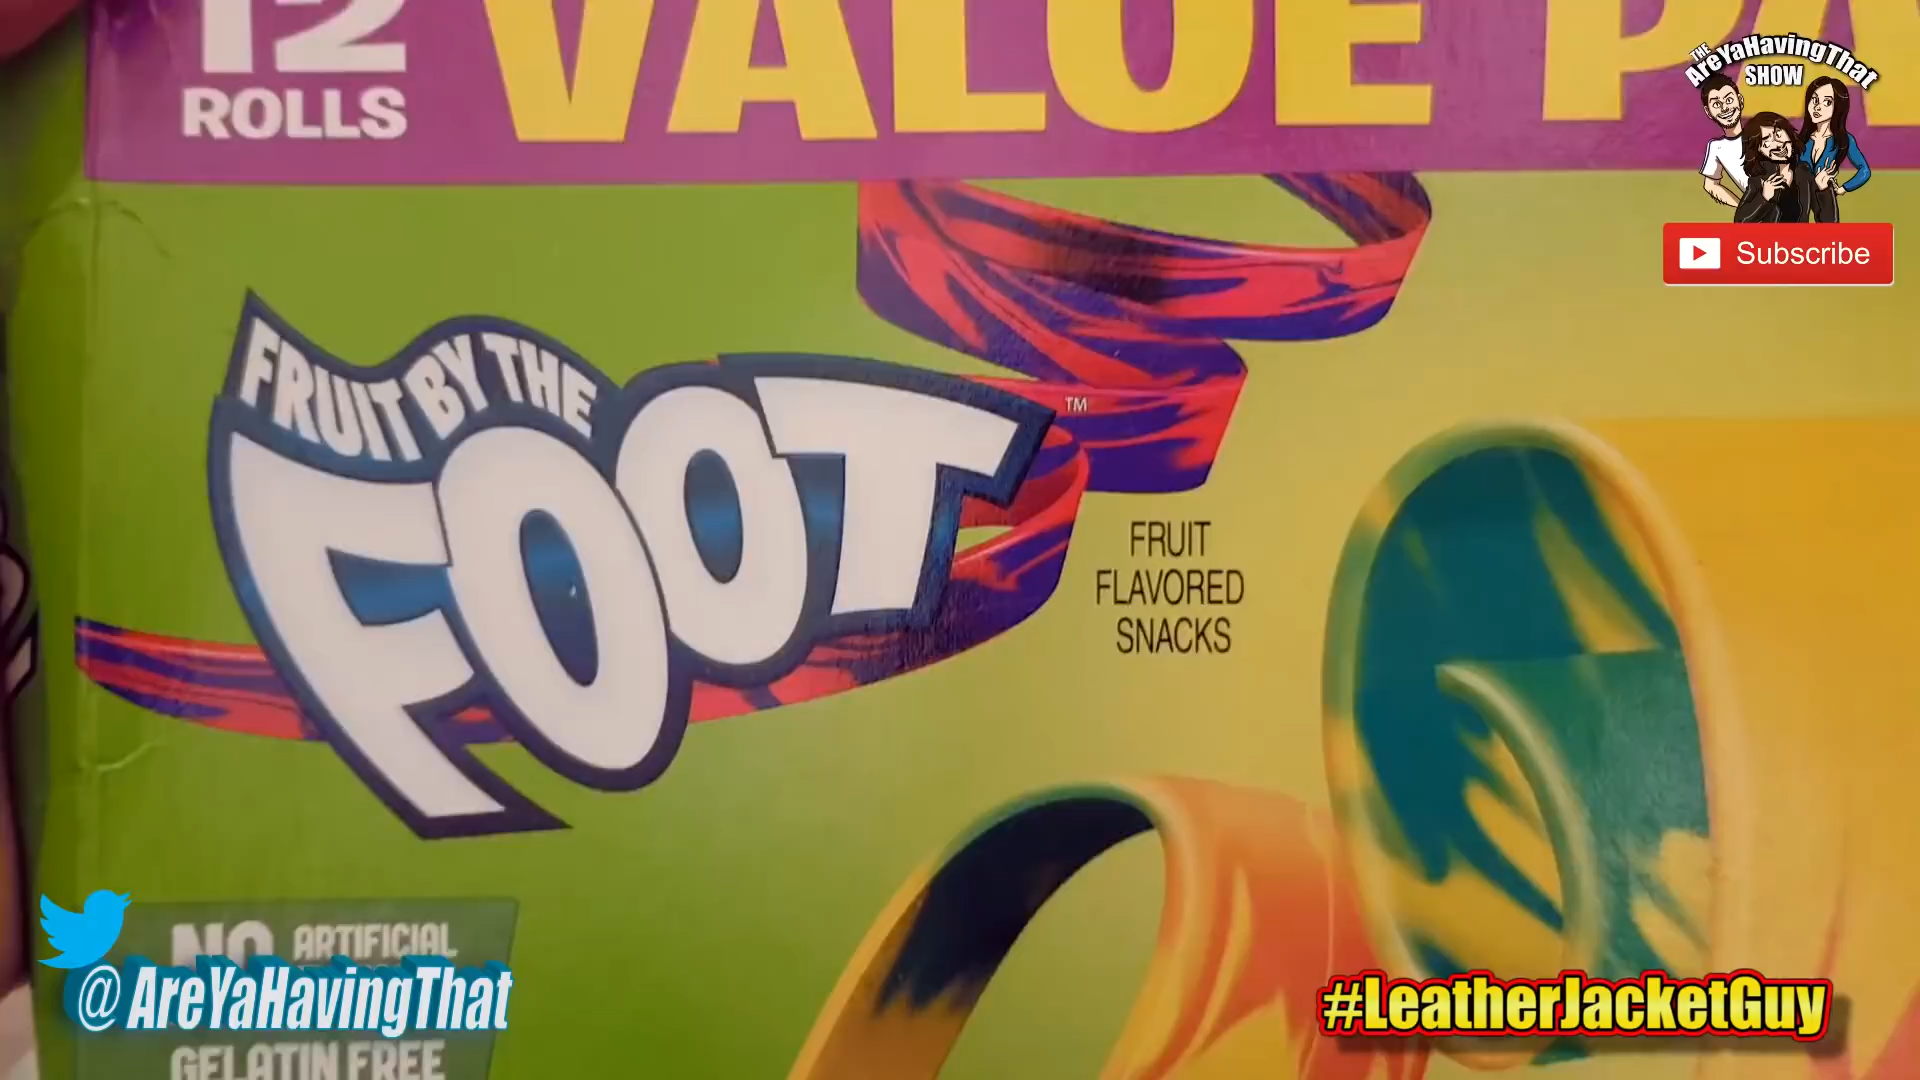 12
ROLLS
VALUE
THE
AreYaHavingThat
SHOW
Subscribe
FRUIT BY THE
FOOT
TM
FRUIT
FLAVORED
SNACKS
NO ARTIFICIAL
@AreYaHavingThat
GELATIN FREE
#LeatherJacketGuy